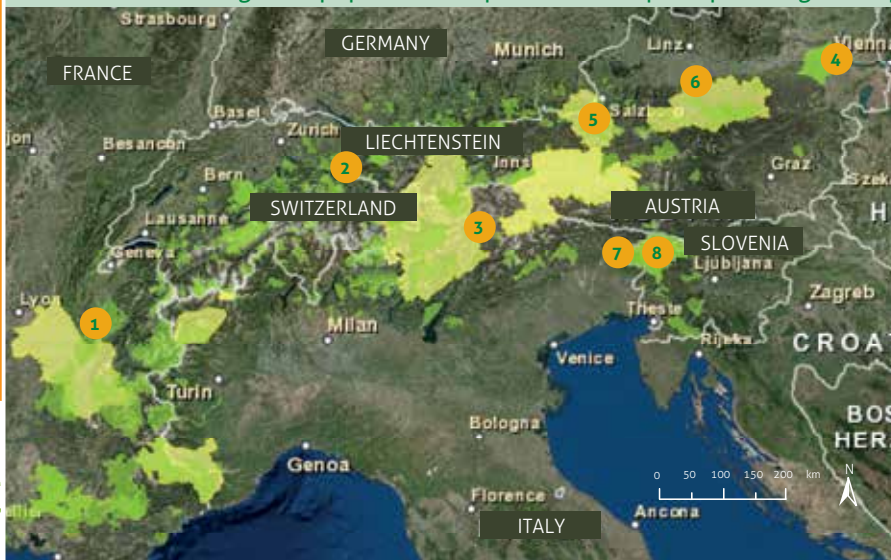 Strasbourg
GERMANY
Munich
Linz
Vienna
4
FRANCE
6
5
Salzb
Basel
Zurich
jon
Besancon
LIECHTENSTEIN
Inns
2
Bern
Graz
Szek
SWITZERLAND
AUSTRIA
H
Lausanne
3
SLOVENIA
7
8
Geneva
Ljubljana
Lyon
1
Trieste
Zagreb
Milan
Rijeka
CROAT
Venice
Turin
BOS
HER
Bologna
Genoa
0 50 100 150 200 km
N
Florence
Ancona
ITALY